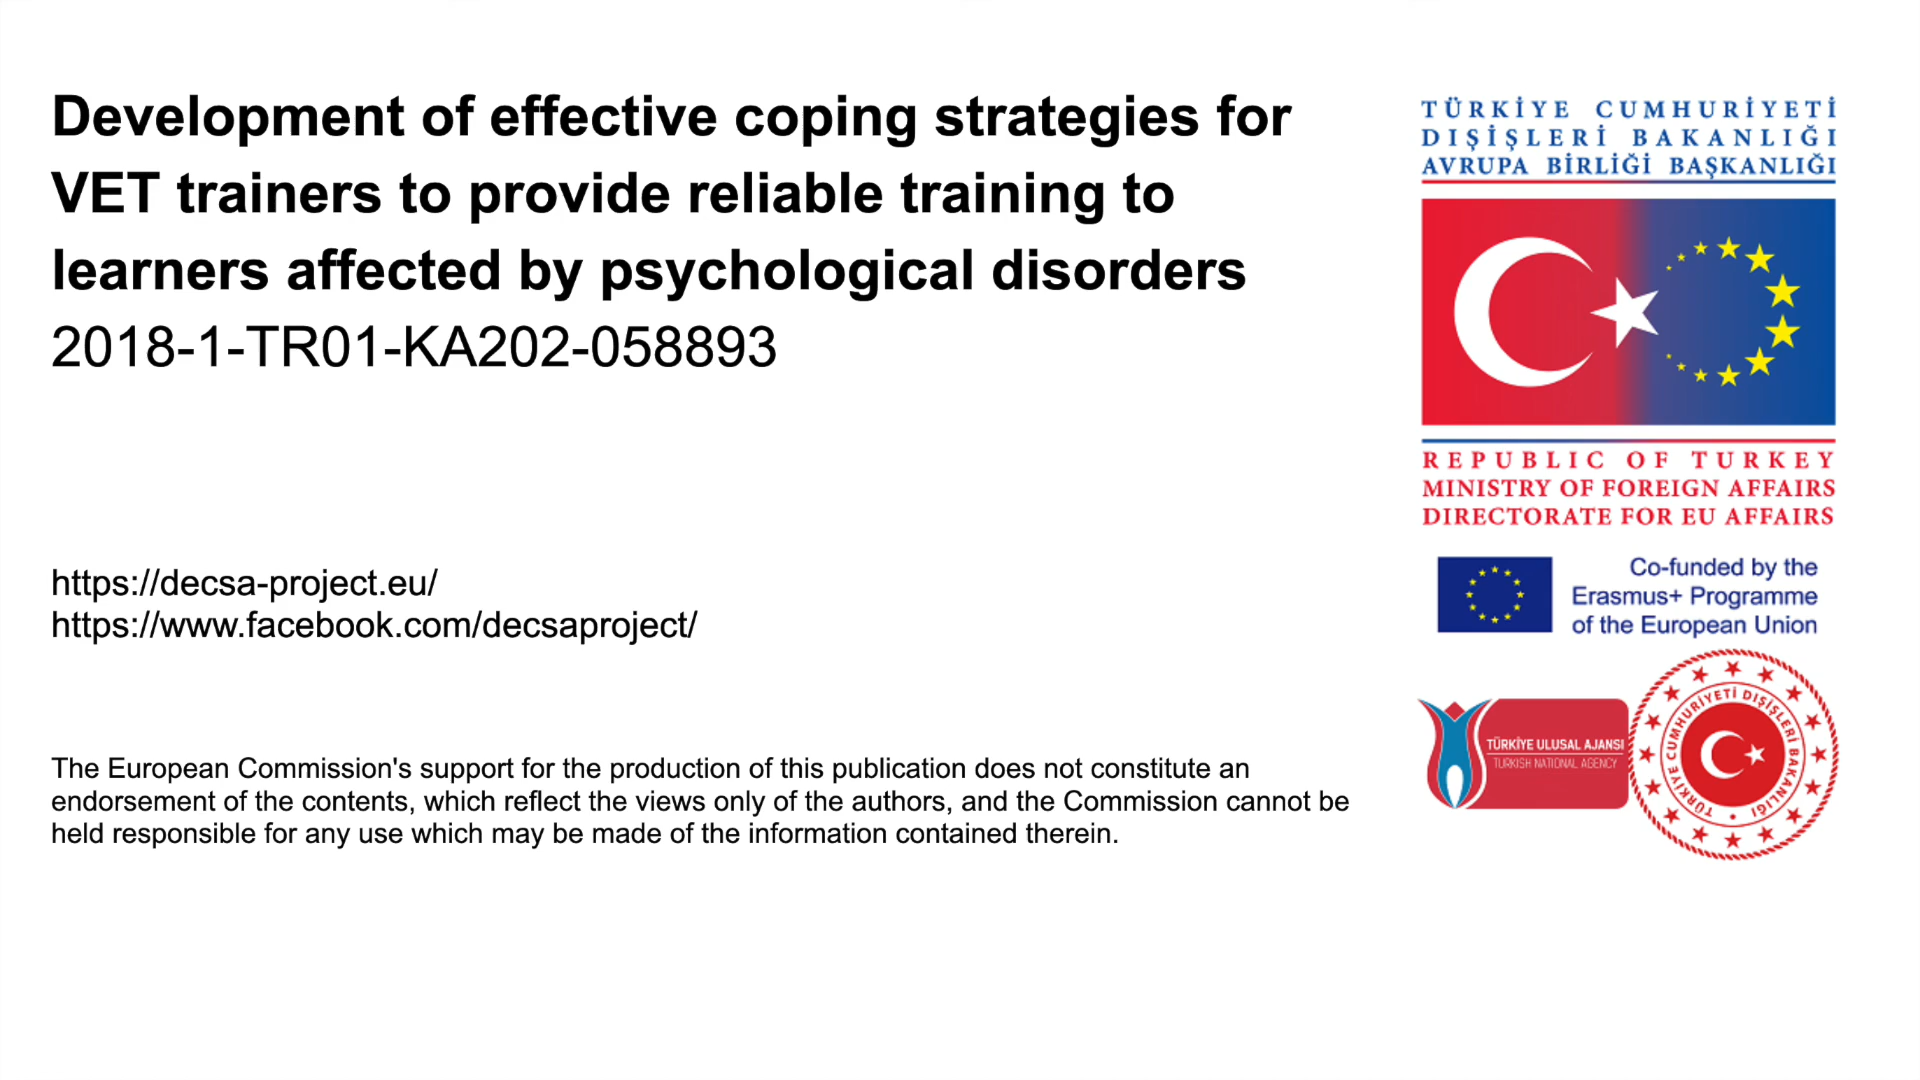 Development of effective coping strategies for
VET trainers to provide reliable training to
learners affected by psychological disorders
2018-1-TR01-KA202-058893
https://decsa-project.eu/
https://www.facebook.com/decsaproject/
The European Commission's support for the production of this publication does not constitute an
endorsement of the contents, which reflect the views only of the authors, and the Commission cannot be
held responsible for any use which may be made of the information contained therein.
TÜRKİYE CUMHURİYETİ
DIŞİŞLERİ BAKANLIĞI
AVRUPA BİRLİĞİ BAŞKANLIĞI
REPUBLIC OF TURKEY
MINISTRY OF FOREIGN AFFAIRS
DIRECTORATE FOR EU AFFAIRS
Co-funded by the
Erasmus+ Programme
of the European Union
TÜRKİYE ULUSAL AJANSI
TURKISH NATIONAL AGENCY
TÜRKİYE CUMHURİYETİ DIŞİŞLERİ BAKANLIĞI